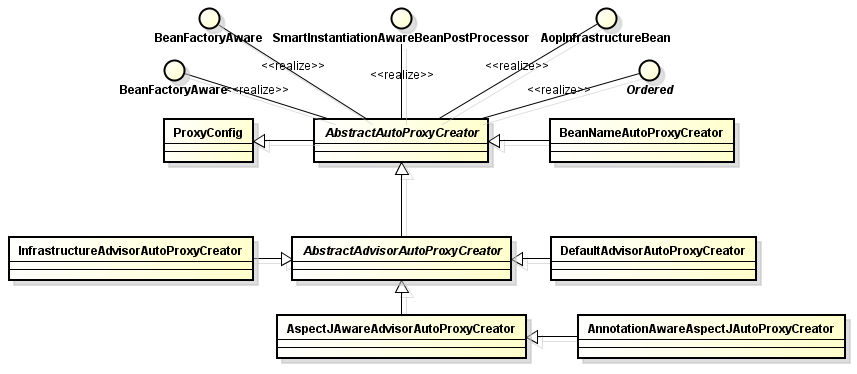 BeanFactoryAware
SmartInstantiationAwareBeanPostProcessor
AopInfrastructureBean
<<realize>>
<<realize>>
<<realize>>
BeanFactoryAware
<<realize>>
<<realize>>
Ordered
ProxyConfig
AbstractAutoProxyCreator
BeanNameAutoProxyCreator
InfrastructureAdvisorAutoProxyCreator
AbstractAdvisorAutoProxyCreator
DefaultAdvisorAutoProxyCreator
AspectJAwareAdvisorAutoProxyCreator
AnnotationAwareAspectJAutoProxyCreator